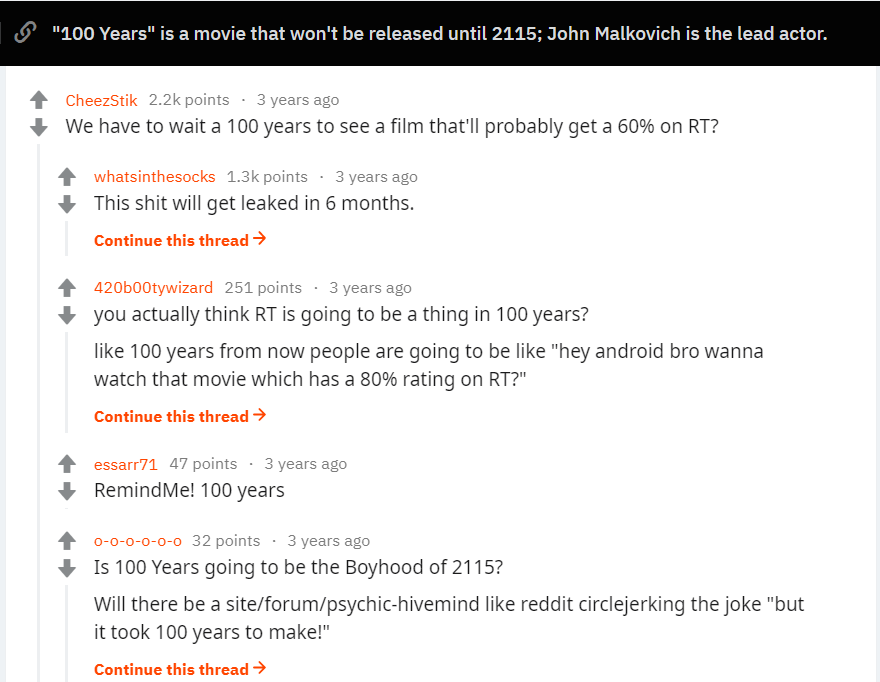 "100 Years" is a movie that won't be released until 2115; John Malkovich is the lead actor.
CheezStik 2.2k points · 3 years ago
We have to wait a 100 years to see a film that'll probably get a 60% on RT?
whatsinthesocks 1.3k points · 3 years ago
This shit will get leaked in 6 months.
Continue this thread →
420b00tywizard 251 points · 3 years ago
you actually think RT is going to be a thing in 100 years?
like 100 years from now people are going to be like "hey android bro wanna
watch that movie which has a 80% rating on RT?"
Continue this thread →
essarr71 47 points · 3 years ago
RemindMe! 100 years
o-o-o-o-o-o 32 points · 3 years ago
Is 100 Years going to be the Boyhood of 2115?
Will there be a site/forum/psychic-hivemind like reddit circlejerking the joke "but
it took 100 years to make!"
Continue this thread →